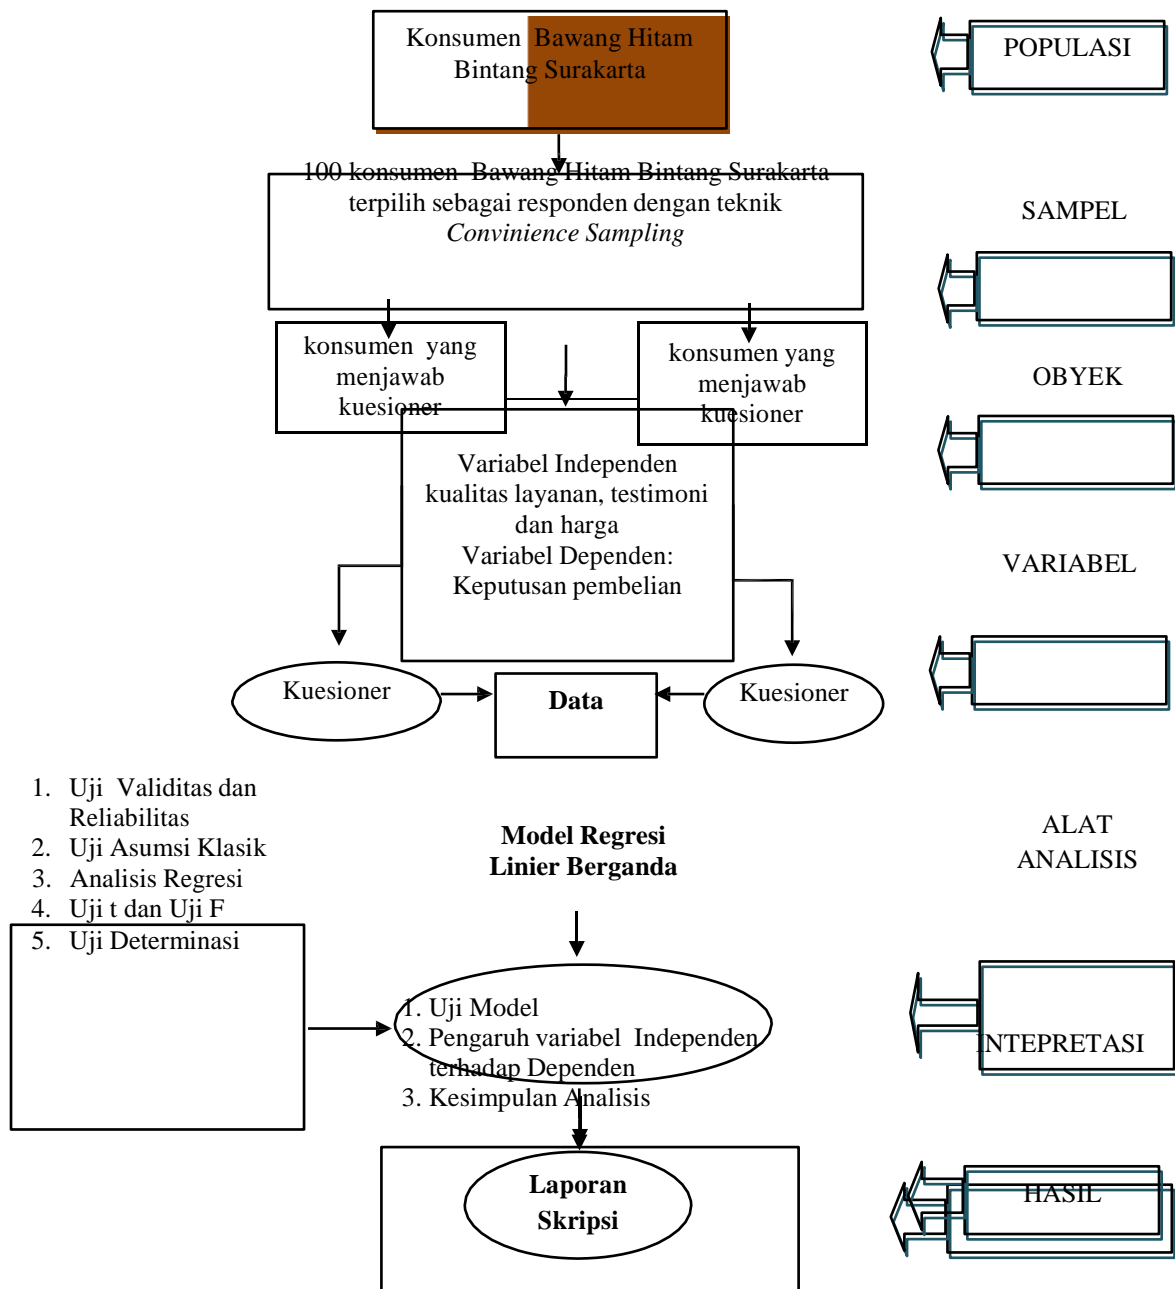 Konsumen Bawang Hitam
Bintang Surakarta
POPULASI
100 konsumen Bawang Hitam Bintang Surakarta
terpilih sebagai responden dengan teknik
Convinience Sampling
SAMPEL
konsumen yang
menjawab
kuesioner
konsumen yang
menjawab
kuesioner
OBYEK
Variabel Independen
kualitas layanan, testimoni
dan harga
Variabel Dependen:
Keputusan pembelian
VARIABEL
Kuesioner
Data
Kuesioner
1. Uji Validitas dan
Reliabilitas
2. Uji Asumsi Klasik
3. Analisis Regresi
4. Uji t dan Uji F
5. Uji Determinasi
Model Regresi
Linier Berganda
ALAT
ANALISIS
1. Uji Model
2. Pengaruh variabel Independen
terhadap Dependen
3. Kesimpulan Analisis
INTEPRETASI
Laporan
Skripsi
HASIL